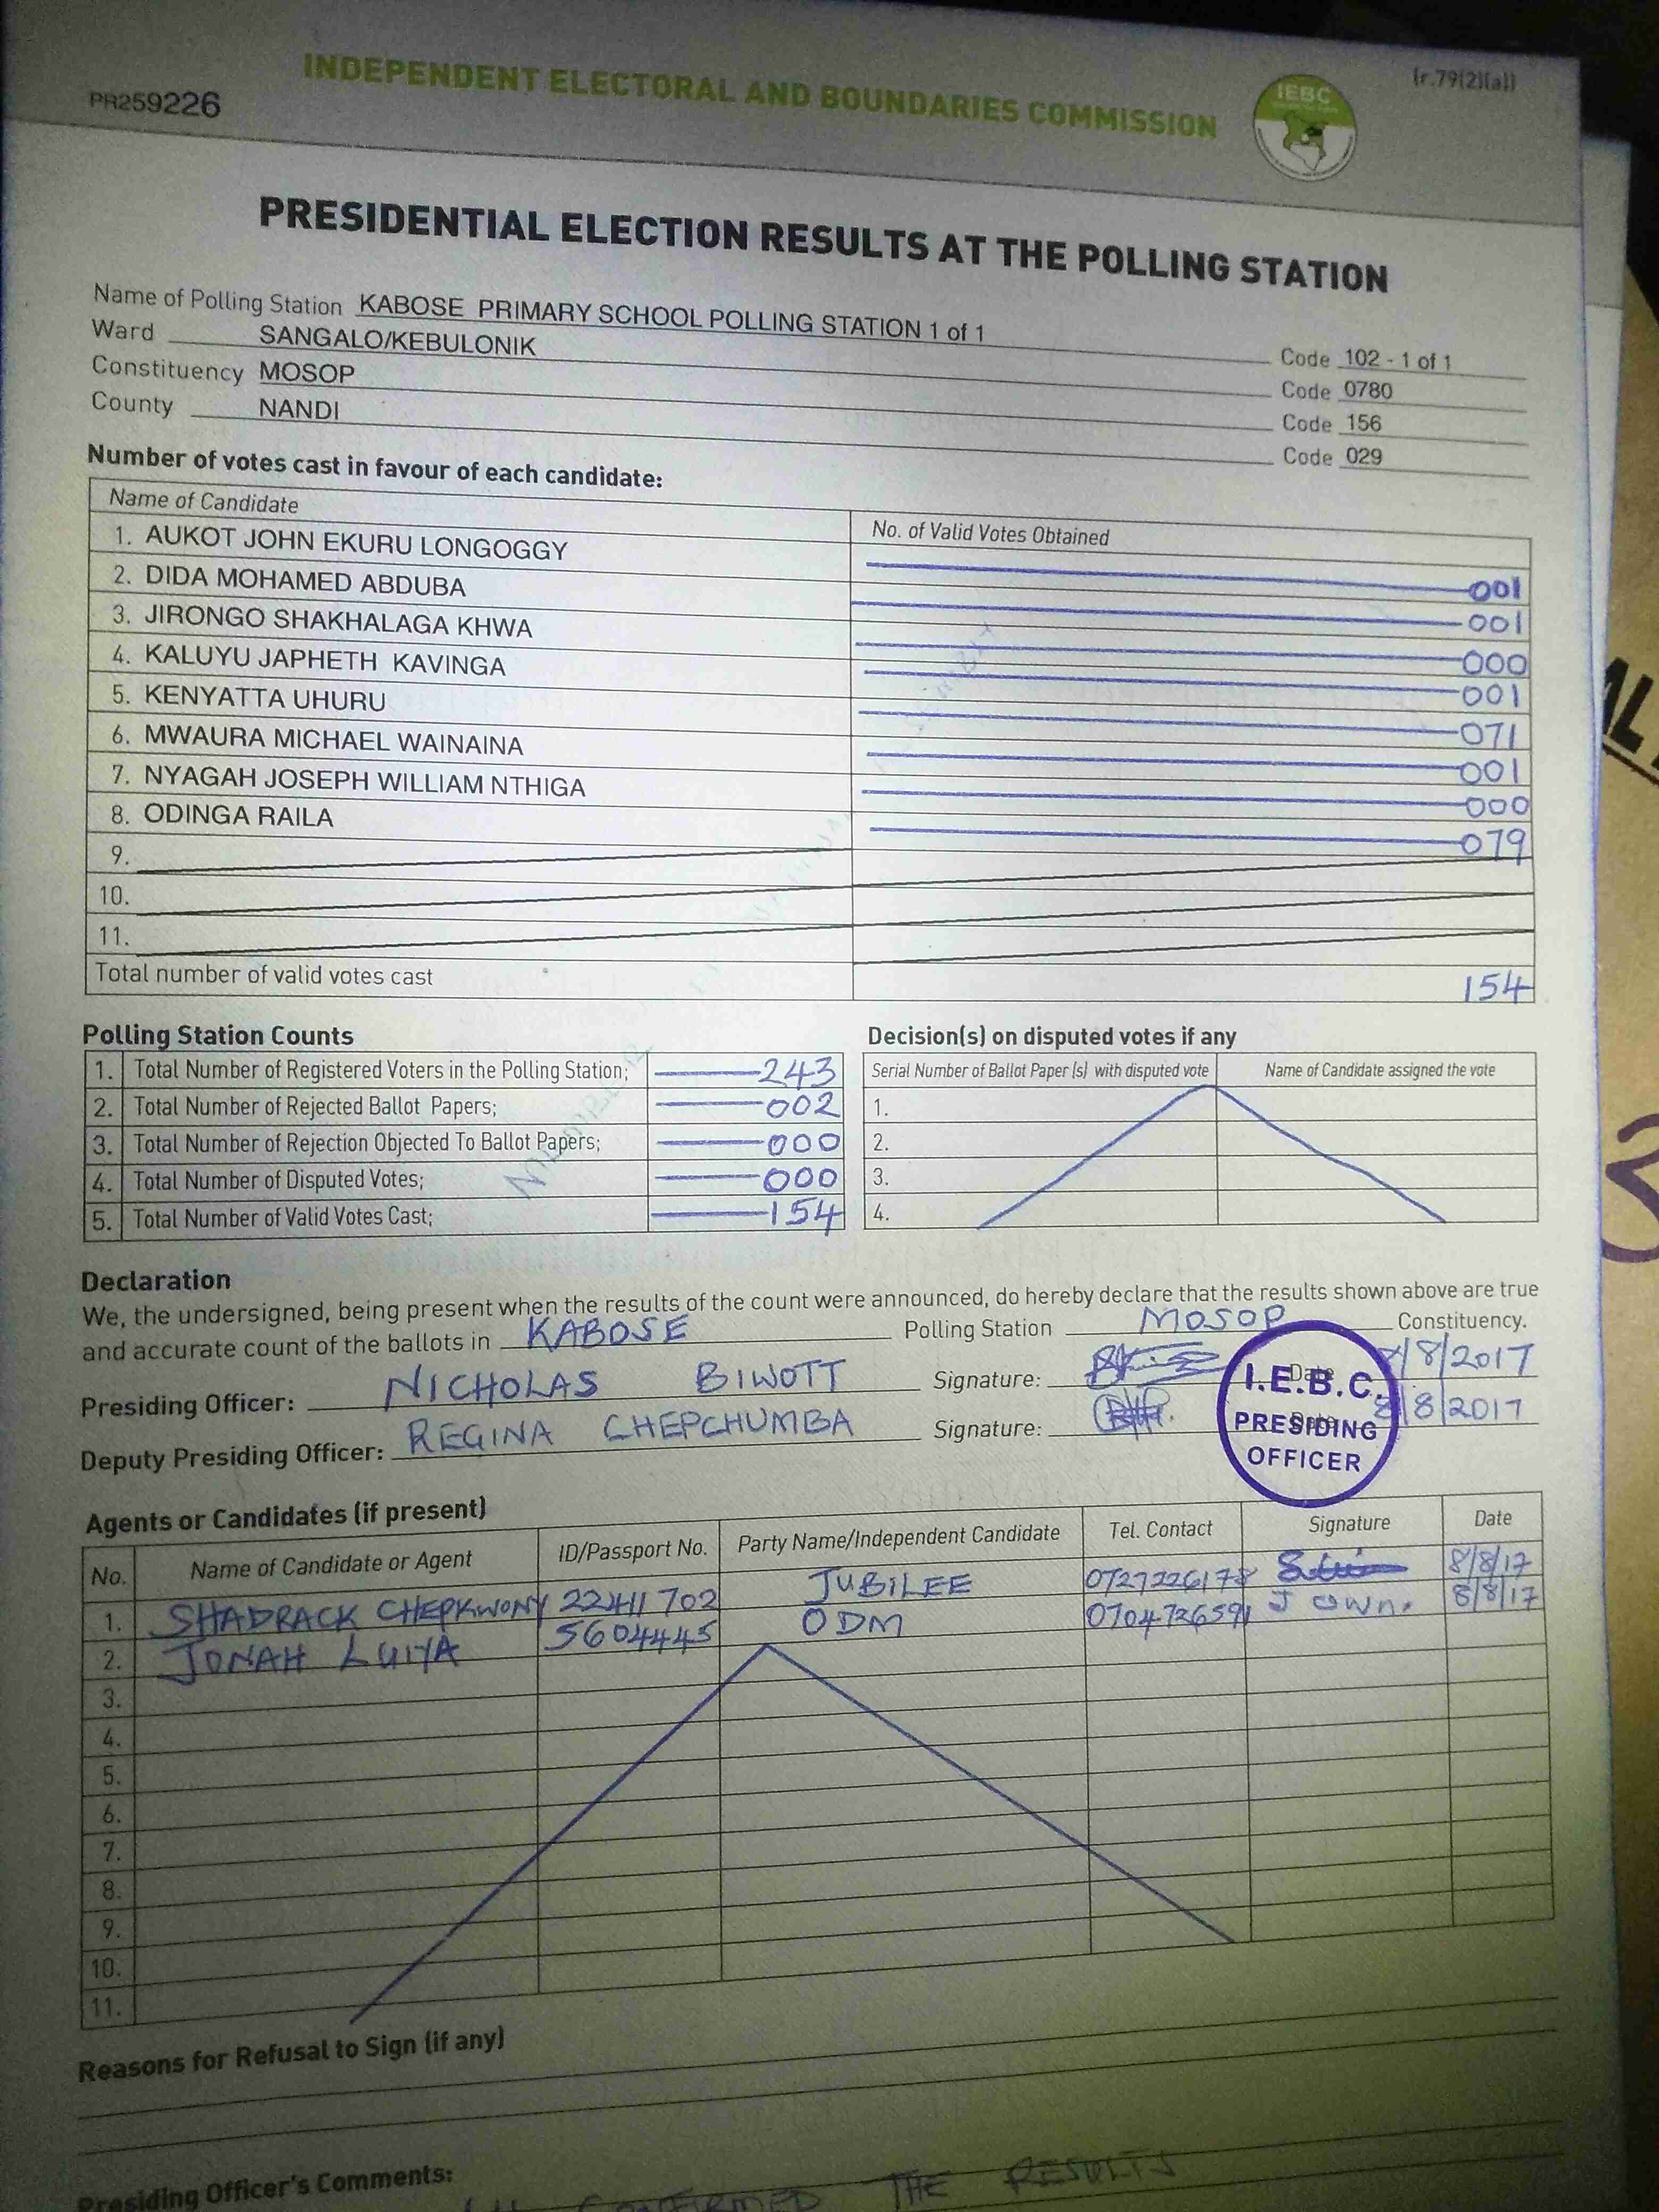 (r.79(2)(a))
PR259226
INDEPENDENT ELECTORAL AND BOUNDARIES COMMISSION
IEBC
PRESIDENTIAL ELECTION RESULTS AT THE POLLING STATION
Name of Polling Station KABOSE PRIMARY SCHOOL POLLING STATION 1 of 1 Code 102 - 1 of 1
Ward SANGALO/KEBULONIK Code 0780
Constituency MOSOP Code 156
County NANDI Code 029
Number of votes cast in favour of each candidate:
Name of Candidate No. of Valid Votes Obtained
1. AUKOT JOHN EKURU LONGOGGY 001
2. DIDA MOHAMED ABDUBA 001
3. JIRONGO SHAKHALAGA KHWA 000
4. KALUYU JAPHETH KAVINGA 001
5. KENYATTA UHURU 071
6. MWAURA MICHAEL WAINAINA 001
7. NYAGAH JOSEPH WILLIAM NTHIGA 000
8. ODINGA RAILA 079
9.
10.
11.
Total number of valid votes cast 154
Polling Station Counts
1. Total Number of Registered Voters in the Polling Station; 243
2. Total Number of Rejected Ballot Papers; 002
3. Total Number of Rejection Objected To Ballot Papers; 000
4. Total Number of Disputed Votes; 000
5. Total Number of Valid Votes Cast; 154
Decision(s) on disputed votes if any
Serial Number of Ballot Paper (s) with disputed vote Name of Candidate assigned the vote
1.
2.
3.
4.
Declaration
We, the undersigned, being present when the results of the count were announced, do hereby declare that the results shown above are true
and accurate count of the ballots in KABOSE Polling Station MOSOP Constituency.
Presiding Officer: NICHOLAS BIWOTT Signature: Date 8/8/2017
Deputy Presiding Officer: REGINA CHEPCHUMBA Signature: Date 8/8/2017
I.E.B.C.
PRESIDING
OFFICER
Agents or Candidates (if present)
No. Name of Candidate or Agent ID/Passport No. Party Name/Independent Candidate Tel. Contact Signature Date
1. SHADRACK CHEPKWONY 22411702 JUBILEE 0727226178 8/8/17
2. JONAH LUIYA 5604445 ODM 0704726591 J Own. 8/8/17
3.
4.
5.
6.
7.
8.
9.
10.
11.
Reasons for Refusal to Sign (if any)
Presiding Officer's Comments:
CONFIRMED THE RESULTS